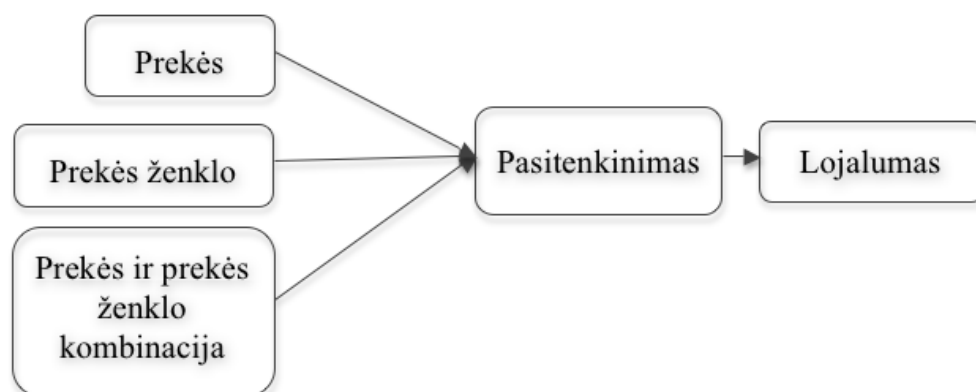 Prekės
Prekės ženklo
Prekės ir prekės
ženklo
kombinacija
Pasitenkinimas
Lojalumas